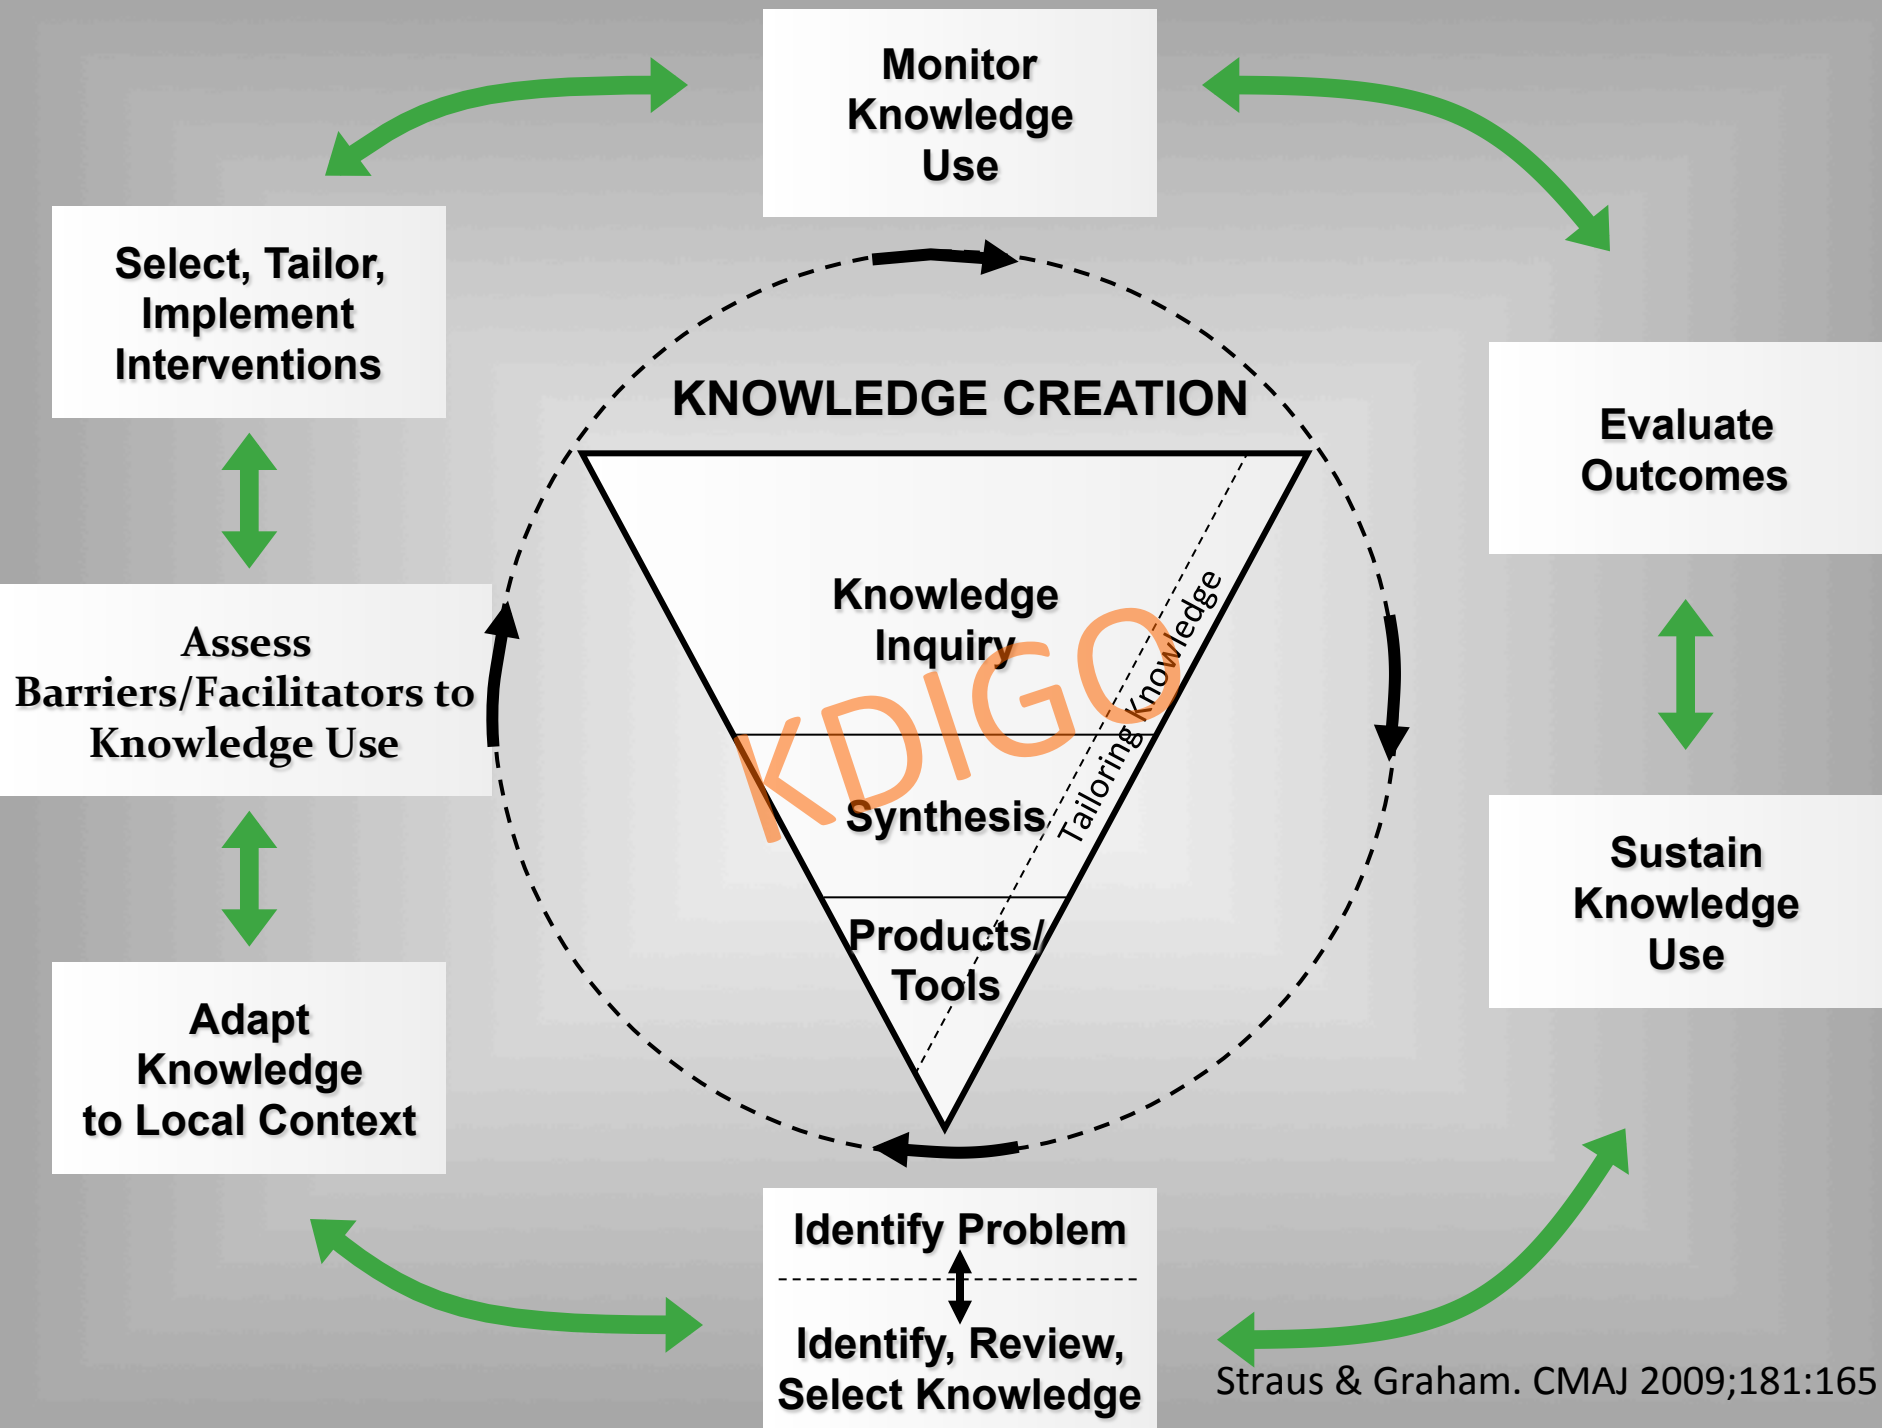 Monitor
Knowledge
Use
Select, Tailor,
Implement
Interventions
KNOWLEDGE CREATION
Evaluate
Outcomes
Assess
Barriers/Facilitators to
Knowledge Use
Knowledge
Inquiry
Tailoring Knowledge
KDIGO
Synthesis
Products/
Tools
Sustain
Knowledge
Use
Adapt
Knowledge
to Local Context
Identify Problem
Identify, Review,
Select Knowledge
Straus & Graham. CMAJ 2009;181:165